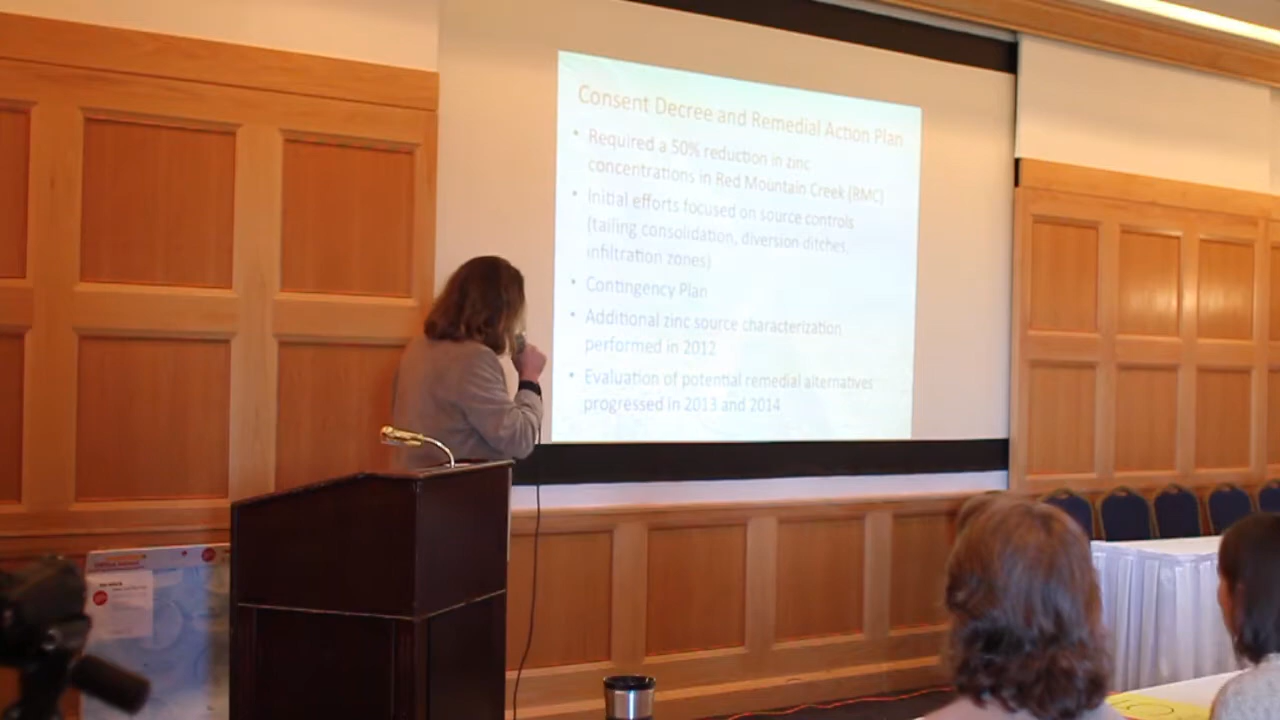 Consent Decree and Remedial Action Plan
• Required a 50% reduction in zinc
concentrations in Red Mountain Creek (RMC)
• Initial efforts focused on source controls
(tailing consolidation, diversion ditches,
infiltration zones)
• Contingency Plan
• Additional zinc source characterization
performed in 2012
• Evaluation of potential remedial alternatives
progressed in 2013 and 2014